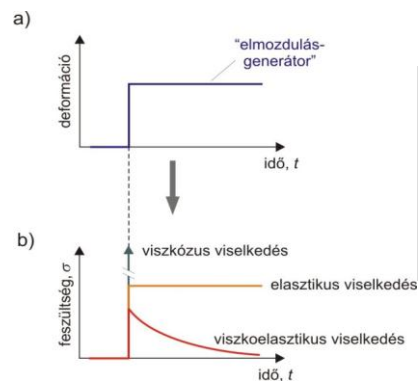 a)
deformáció
"elmozdulás-
generátor"
idő, t
b)
feszültség, σ
viszkózus viselkedés
elasztikus viselkedés
viszkoelasztikus viselkedés
idő, t